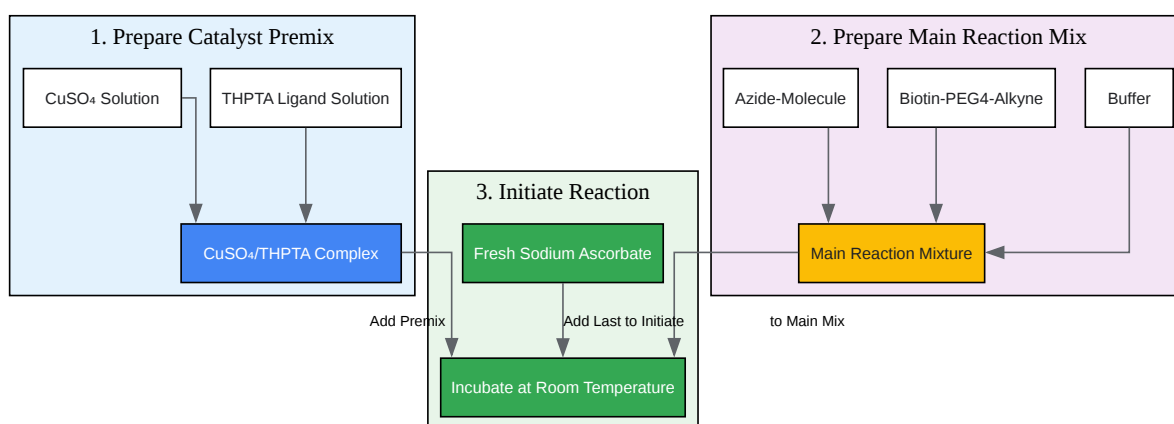 1. Prepare Catalyst Premix
CuSO₄ Solution
THPTA Ligand Solution
CuSO₄/THPTA Complex
2. Prepare Main Reaction Mix
Azide-Molecule
Biotin-PEG4-Alkyne
Buffer
Main Reaction Mixture
3. Initiate Reaction
Fresh Sodium Ascorbate
Add Premix
Add Last to Initiate
to Main Mix
Incubate at Room Temperature